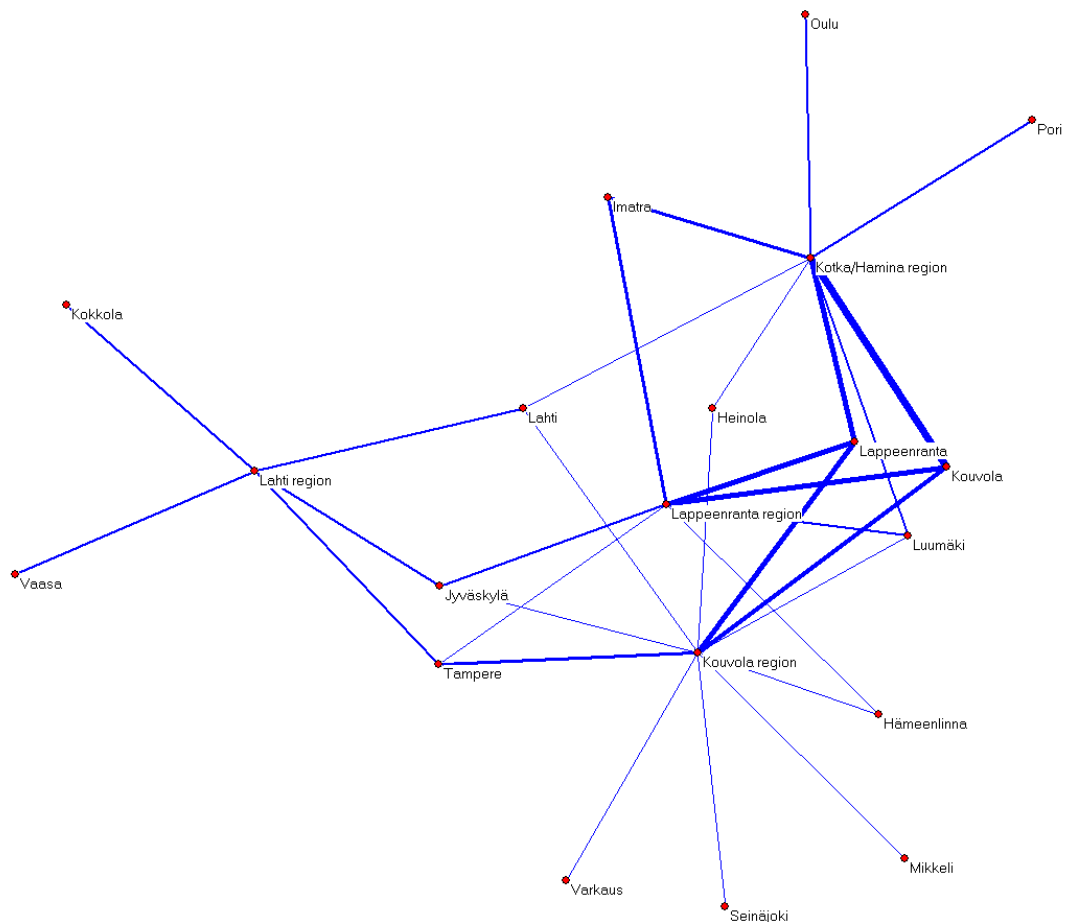 Oulu
Pori
Imatra
Kotka/Hamina region
Kokkola
Lahti
Heinola
Lappeenranta
Lahti region
Kouvola
Lappeenranta region
Luumäki
Vaasa
Jyväskylä
Kouvola region
Tampere
Hämeenlinna
Mikkeli
Varkaus
Seinäjoki